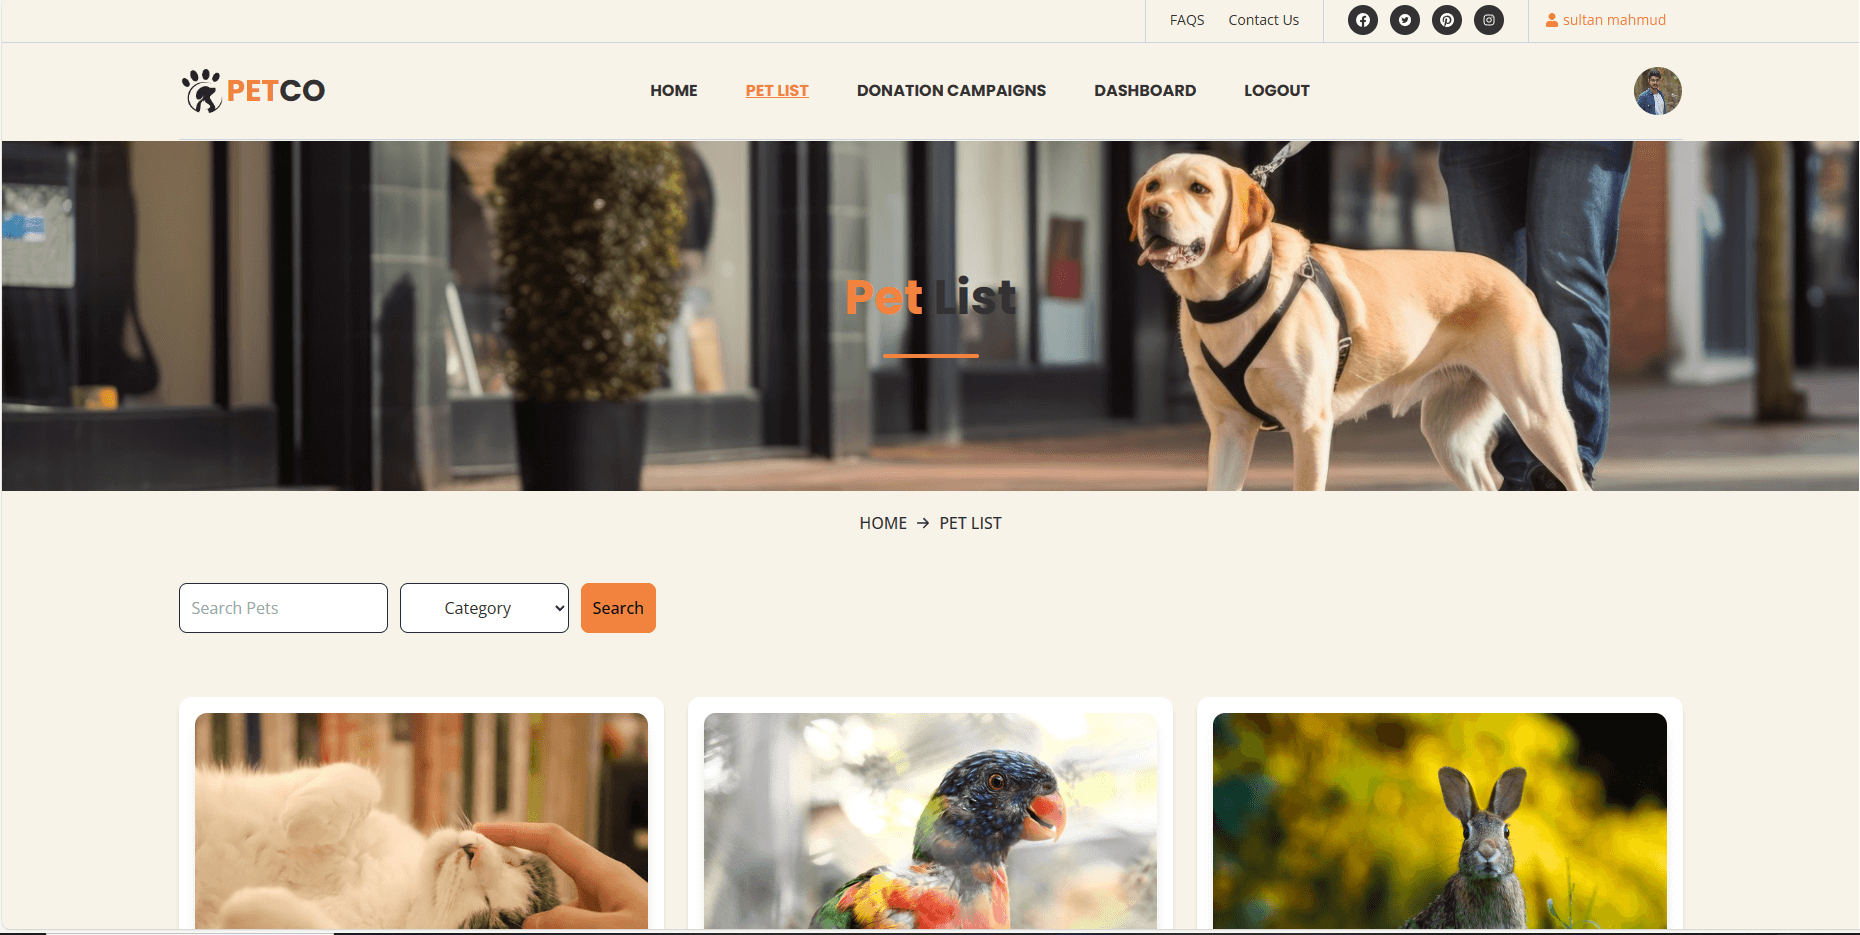 FAQS Contact Us sultan mahmud
PETCO HOME PET LIST DONATION CAMPAIGNS DASHBOARD LOGOUT
Pet List
HOME → PET LIST
Search Pets Category Search